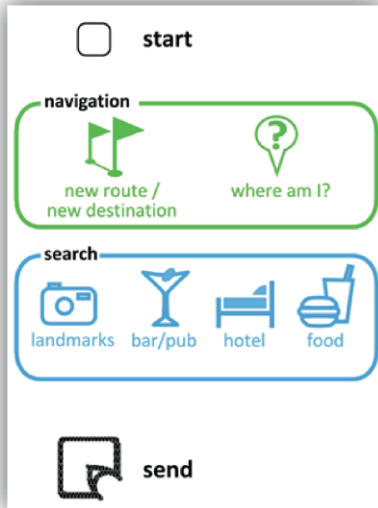 start
navigation
new route /
new destination
where am I?
search
landmarks bar/pub hotel food
send